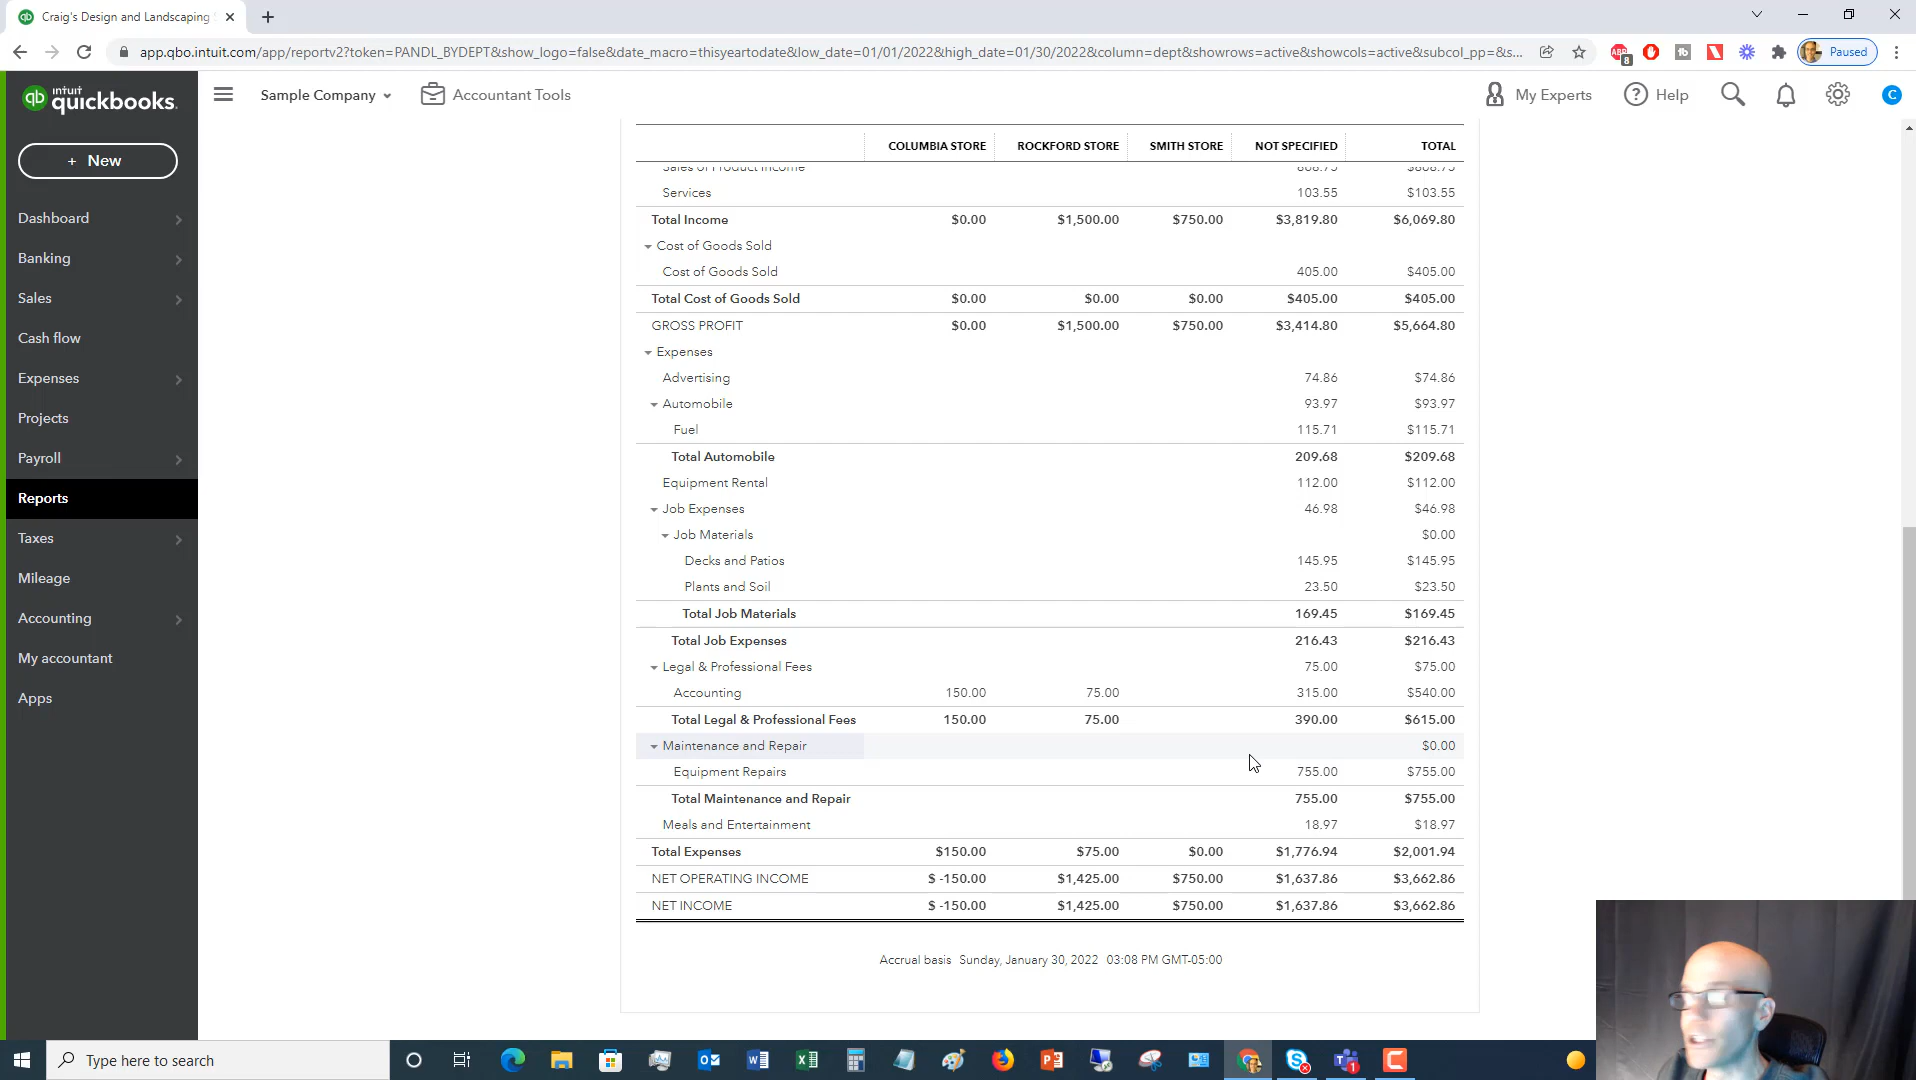 Craig's Design and Landscaping
app.qbo.intuit.com/app/reportv2?token=PANDL_BYDEPT&show_logo=false&date_macro=thisyeartodate&low_date=01/01/2022&high_date=01/30/2022&column=dept&showrows=active&showcols=active&subcol_pp=&s...
8
Paused
intuit quickbooks.
Sample Company
Accountant Tools
My Experts
Help
C
+ New
Dashboard
Banking
Sales
Cash flow
Expenses
Projects
Payroll
Reports
Taxes
Mileage
Accounting
My accountant
Apps
COLUMBIA STORE ROCKFORD STORE SMITH STORE NOT SPECIFIED TOTAL
Sales of Product Income 868.75 $868.75
Services 103.55 $103.55
Total Income $0.00 $1,500.00 $750.00 $3,819.80 $6,069.80
Cost of Goods Sold
Cost of Goods Sold 405.00 $405.00
Total Cost of Goods Sold $0.00 $0.00 $0.00 $405.00 $405.00
GROSS PROFIT $0.00 $1,500.00 $750.00 $3,414.80 $5,664.80
Expenses
Advertising 74.86 $74.86
Automobile 93.97 $93.97
Fuel 115.71 $115.71
Total Automobile 209.68 $209.68
Equipment Rental 112.00 $112.00
Job Expenses 46.98 $46.98
Job Materials $0.00
Decks and Patios 145.95 $145.95
Plants and Soil 23.50 $23.50
Total Job Materials 169.45 $169.45
Total Job Expenses 216.43 $216.43
Legal & Professional Fees 75.00 $75.00
Accounting 150.00 75.00 315.00 $540.00
Total Legal & Professional Fees 150.00 75.00 390.00 $615.00
Maintenance and Repair $0.00
Equipment Repairs 755.00 $755.00
Total Maintenance and Repair 755.00 $755.00
Meals and Entertainment 18.97 $18.97
Total Expenses $150.00 $75.00 $0.00 $1,776.94 $2,001.94
NET OPERATING INCOME $ -150.00 $1,425.00 $750.00 $1,637.86 $3,662.86
NET INCOME $ -150.00 $1,425.00 $750.00 $1,637.86 $3,662.86
Accrual basis Sunday, January 30, 2022 03:08 PM GMT-05:00
Type here to search